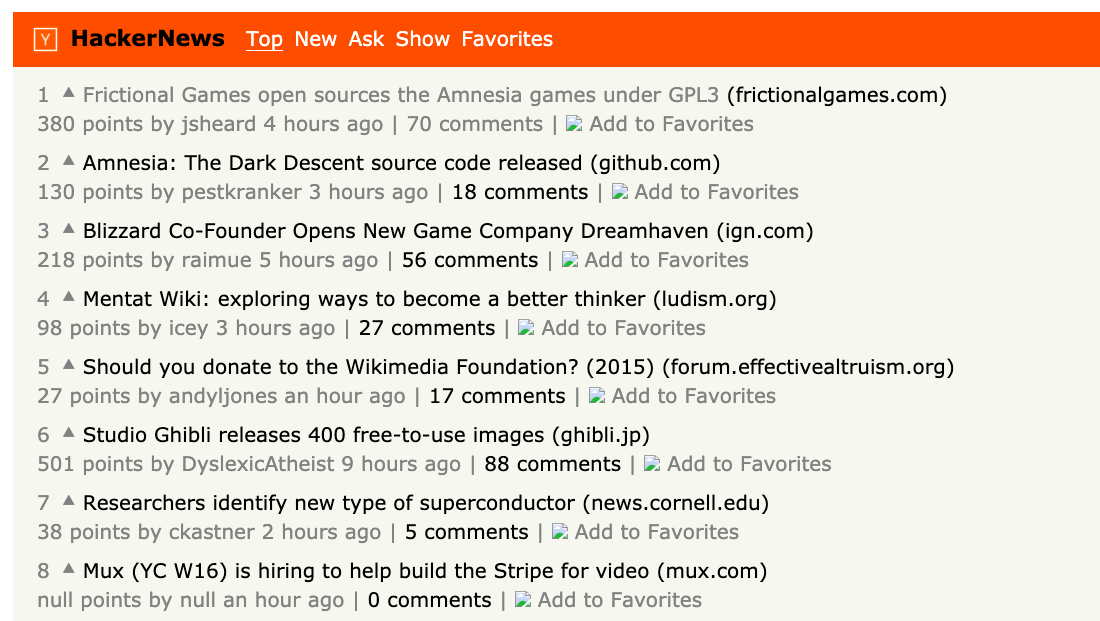 Y HackerNews Top New Ask Show Favorites
1 ▲ Frictional Games open sources the Amnesia games under GPL3 (frictionalgames.com)
380 points by jsheard 4 hours ago | 70 comments | Add to Favorites
2 ▲ Amnesia: The Dark Descent source code released (github.com)
130 points by pestkranker 3 hours ago | 18 comments | Add to Favorites
3 ▲ Blizzard Co-Founder Opens New Game Company Dreamhaven (ign.com)
218 points by raimue 5 hours ago | 56 comments | Add to Favorites
4 ▲ Mentat Wiki: exploring ways to become a better thinker (ludism.org)
98 points by icey 3 hours ago | 27 comments | Add to Favorites
5 ▲ Should you donate to the Wikimedia Foundation? (2015) (forum.effectivealtruism.org)
27 points by andyljones an hour ago | 17 comments | Add to Favorites
6 ▲ Studio Ghibli releases 400 free-to-use images (ghibli.jp)
501 points by DyslexicAtheist 9 hours ago | 88 comments | Add to Favorites
7 ▲ Researchers identify new type of superconductor (news.cornell.edu)
38 points by ckastner 2 hours ago | 5 comments | Add to Favorites
8 ▲ Mux (YC W16) is hiring to help build the Stripe for video (mux.com)
null points by null an hour ago | 0 comments | Add to Favorites